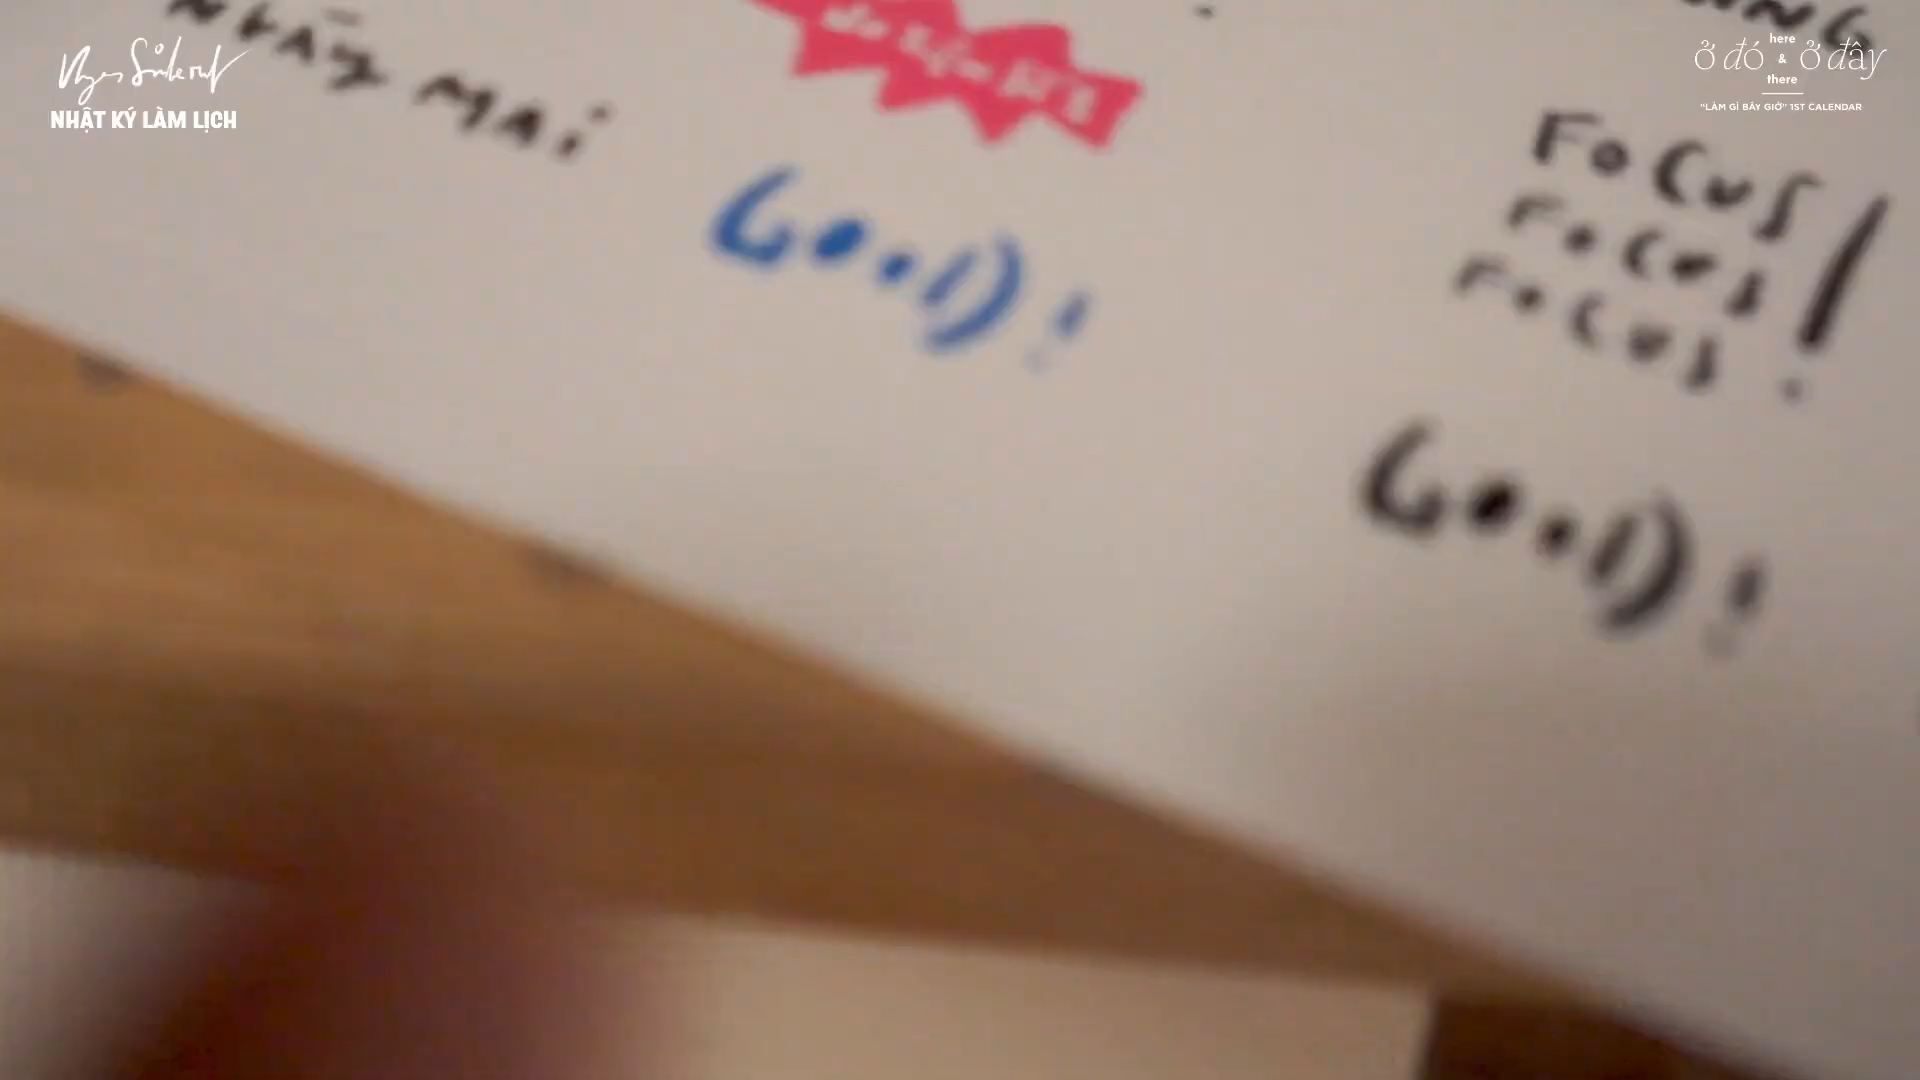 NHẬT KÝ LÀM LỊCH
here
ở đó & ở đây
there
"LÀM GÌ BÂY GIỜ" 1ST CALENDAR
NGÀY MAI
GooD!
FoCuS!
FoCuS
FoCuS
GooD!